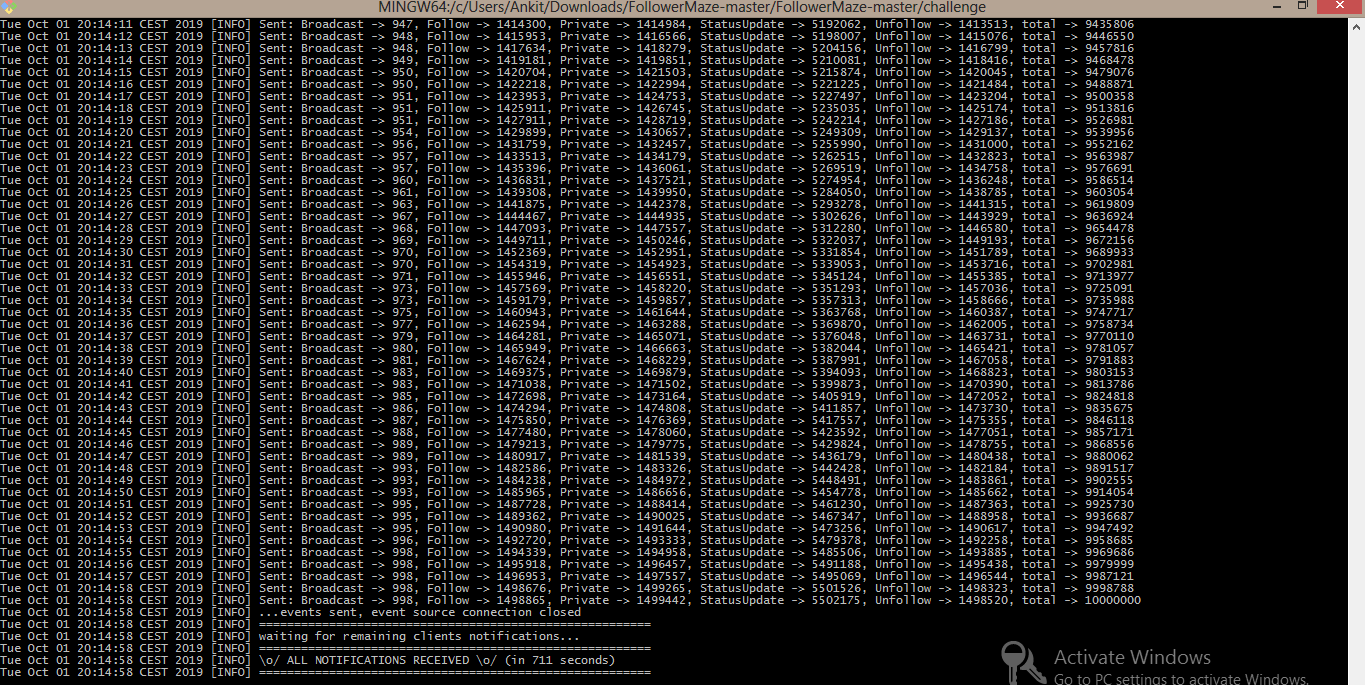 MINGW64:/c/Users/Ankit/Downloads/FollowerMaze-master/FollowerMaze-master/challenge
Tue Oct 01 20:14:11 CEST 2019 [INFO] Sent: Broadcast -> 947, Follow -> 1414300, Private -> 1414984, StatusUpdate -> 5192062, Unfollow -> 1413513, total -> 9435806
Tue Oct 01 20:14:12 CEST 2019 [INFO] Sent: Broadcast -> 948, Follow -> 1415953, Private -> 1416566, StatusUpdate -> 5198007, Unfollow -> 1415076, total -> 9446550
Tue Oct 01 20:14:13 CEST 2019 [INFO] Sent: Broadcast -> 948, Follow -> 1417634, Private -> 1418279, StatusUpdate -> 5204156, Unfollow -> 1416799, total -> 9457816
Tue Oct 01 20:14:14 CEST 2019 [INFO] Sent: Broadcast -> 949, Follow -> 1419181, Private -> 1419851, StatusUpdate -> 5210081, Unfollow -> 1418416, total -> 9468478
Tue Oct 01 20:14:15 CEST 2019 [INFO] Sent: Broadcast -> 950, Follow -> 1420704, Private -> 1421503, StatusUpdate -> 5215874, Unfollow -> 1420045, total -> 9479076
Tue Oct 01 20:14:16 CEST 2019 [INFO] Sent: Broadcast -> 950, Follow -> 1422218, Private -> 1422994, StatusUpdate -> 5221225, Unfollow -> 1421484, total -> 9488871
Tue Oct 01 20:14:17 CEST 2019 [INFO] Sent: Broadcast -> 951, Follow -> 1423953, Private -> 1424753, StatusUpdate -> 5227497, Unfollow -> 1423204, total -> 9500358
Tue Oct 01 20:14:18 CEST 2019 [INFO] Sent: Broadcast -> 951, Follow -> 1425911, Private -> 1426745, StatusUpdate -> 5235035, Unfollow -> 1425174, total -> 9513816
Tue Oct 01 20:14:19 CEST 2019 [INFO] Sent: Broadcast -> 951, Follow -> 1427911, Private -> 1428719, StatusUpdate -> 5242214, Unfollow -> 1427186, total -> 9526981
Tue Oct 01 20:14:20 CEST 2019 [INFO] Sent: Broadcast -> 954, Follow -> 1429899, Private -> 1430657, StatusUpdate -> 5249309, Unfollow -> 1429137, total -> 9539956
Tue Oct 01 20:14:21 CEST 2019 [INFO] Sent: Broadcast -> 956, Follow -> 1431759, Private -> 1432457, StatusUpdate -> 5255990, Unfollow -> 1431000, total -> 9552162
Tue Oct 01 20:14:22 CEST 2019 [INFO] Sent: Broadcast -> 957, Follow -> 1433513, Private -> 1434179, StatusUpdate -> 5262515, Unfollow -> 1432823, total -> 9563987
Tue Oct 01 20:14:23 CEST 2019 [INFO] Sent: Broadcast -> 957, Follow -> 1435396, Private -> 1436061, StatusUpdate -> 5269519, Unfollow -> 1434758, total -> 9576691
Tue Oct 01 20:14:24 CEST 2019 [INFO] Sent: Broadcast -> 960, Follow -> 1436831, Private -> 1437521, StatusUpdate -> 5274954, Unfollow -> 1436248, total -> 9586514
Tue Oct 01 20:14:25 CEST 2019 [INFO] Sent: Broadcast -> 961, Follow -> 1439308, Private -> 1439950, StatusUpdate -> 5284050, Unfollow -> 1438785, total -> 9603054
Tue Oct 01 20:14:26 CEST 2019 [INFO] Sent: Broadcast -> 963, Follow -> 1441875, Private -> 1442378, StatusUpdate -> 5293278, Unfollow -> 1441315, total -> 9619809
Tue Oct 01 20:14:27 CEST 2019 [INFO] Sent: Broadcast -> 967, Follow -> 1444467, Private -> 1444935, StatusUpdate -> 5302626, Unfollow -> 1443929, total -> 9636924
Tue Oct 01 20:14:28 CEST 2019 [INFO] Sent: Broadcast -> 968, Follow -> 1447093, Private -> 1447557, StatusUpdate -> 5312280, Unfollow -> 1446580, total -> 9654478
Tue Oct 01 20:14:29 CEST 2019 [INFO] Sent: Broadcast -> 969, Follow -> 1449711, Private -> 1450246, StatusUpdate -> 5322037, Unfollow -> 1449193, total -> 9672156
Tue Oct 01 20:14:30 CEST 2019 [INFO] Sent: Broadcast -> 970, Follow -> 1452369, Private -> 1452951, StatusUpdate -> 5331854, Unfollow -> 1451789, total -> 9689933
Tue Oct 01 20:14:31 CEST 2019 [INFO] Sent: Broadcast -> 970, Follow -> 1454319, Private -> 1454923, StatusUpdate -> 5339053, Unfollow -> 1453716, total -> 9702981
Tue Oct 01 20:14:32 CEST 2019 [INFO] Sent: Broadcast -> 971, Follow -> 1455946, Private -> 1456551, StatusUpdate -> 5345124, Unfollow -> 1455385, total -> 9713977
Tue Oct 01 20:14:33 CEST 2019 [INFO] Sent: Broadcast -> 973, Follow -> 1457569, Private -> 1458220, StatusUpdate -> 5351293, Unfollow -> 1457036, total -> 9725091
Tue Oct 01 20:14:34 CEST 2019 [INFO] Sent: Broadcast -> 973, Follow -> 1459179, Private -> 1459857, StatusUpdate -> 5357313, Unfollow -> 1458666, total -> 9735988
Tue Oct 01 20:14:35 CEST 2019 [INFO] Sent: Broadcast -> 975, Follow -> 1460943, Private -> 1461644, StatusUpdate -> 5363768, Unfollow -> 1460387, total -> 9747717
Tue Oct 01 20:14:36 CEST 2019 [INFO] Sent: Broadcast -> 977, Follow -> 1462594, Private -> 1463288, StatusUpdate -> 5369870, Unfollow -> 1462005, total -> 9758734
Tue Oct 01 20:14:37 CEST 2019 [INFO] Sent: Broadcast -> 979, Follow -> 1464281, Private -> 1465071, StatusUpdate -> 5376048, Unfollow -> 1463731, total -> 9770110
Tue Oct 01 20:14:38 CEST 2019 [INFO] Sent: Broadcast -> 980, Follow -> 1465949, Private -> 1466663, StatusUpdate -> 5382044, Unfollow -> 1465421, total -> 9781057
Tue Oct 01 20:14:39 CEST 2019 [INFO] Sent: Broadcast -> 981, Follow -> 1467624, Private -> 1468229, StatusUpdate -> 5387991, Unfollow -> 1467058, total -> 9791883
Tue Oct 01 20:14:40 CEST 2019 [INFO] Sent: Broadcast -> 983, Follow -> 1469375, Private -> 1469879, StatusUpdate -> 5394093, Unfollow -> 1468823, total -> 9803153
Tue Oct 01 20:14:41 CEST 2019 [INFO] Sent: Broadcast -> 983, Follow -> 1471038, Private -> 1471502, StatusUpdate -> 5399873, Unfollow -> 1470390, total -> 9813786
Tue Oct 01 20:14:42 CEST 2019 [INFO] Sent: Broadcast -> 985, Follow -> 1472698, Private -> 1473164, StatusUpdate -> 5405919, Unfollow -> 1472052, total -> 9824818
Tue Oct 01 20:14:43 CEST 2019 [INFO] Sent: Broadcast -> 986, Follow -> 1474294, Private -> 1474808, StatusUpdate -> 5411857, Unfollow -> 1473730, total -> 9835675
Tue Oct 01 20:14:44 CEST 2019 [INFO] Sent: Broadcast -> 987, Follow -> 1475850, Private -> 1476369, StatusUpdate -> 5417557, Unfollow -> 1475355, total -> 9846118
Tue Oct 01 20:14:45 CEST 2019 [INFO] Sent: Broadcast -> 988, Follow -> 1477480, Private -> 1478060, StatusUpdate -> 5423592, Unfollow -> 1477051, total -> 9857171
Tue Oct 01 20:14:46 CEST 2019 [INFO] Sent: Broadcast -> 989, Follow -> 1479213, Private -> 1479775, StatusUpdate -> 5429824, Unfollow -> 1478755, total -> 9868556
Tue Oct 01 20:14:47 CEST 2019 [INFO] Sent: Broadcast -> 989, Follow -> 1480917, Private -> 1481539, StatusUpdate -> 5436179, Unfollow -> 1480438, total -> 9880062
Tue Oct 01 20:14:48 CEST 2019 [INFO] Sent: Broadcast -> 993, Follow -> 1482586, Private -> 1483326, StatusUpdate -> 5442428, Unfollow -> 1482184, total -> 9891517
Tue Oct 01 20:14:49 CEST 2019 [INFO] Sent: Broadcast -> 993, Follow -> 1484238, Private -> 1484972, StatusUpdate -> 5448491, Unfollow -> 1483861, total -> 9902555
Tue Oct 01 20:14:50 CEST 2019 [INFO] Sent: Broadcast -> 993, Follow -> 1485965, Private -> 1486656, StatusUpdate -> 5454778, Unfollow -> 1485662, total -> 9914054
Tue Oct 01 20:14:51 CEST 2019 [INFO] Sent: Broadcast -> 995, Follow -> 1487728, Private -> 1488414, StatusUpdate -> 5461230, Unfollow -> 1487363, total -> 9925730
Tue Oct 01 20:14:52 CEST 2019 [INFO] Sent: Broadcast -> 995, Follow -> 1489362, Private -> 1490025, StatusUpdate -> 5467347, Unfollow -> 1488958, total -> 9936687
Tue Oct 01 20:14:53 CEST 2019 [INFO] Sent: Broadcast -> 995, Follow -> 1490980, Private -> 1491644, StatusUpdate -> 5473256, Unfollow -> 1490617, total -> 9947492
Tue Oct 01 20:14:54 CEST 2019 [INFO] Sent: Broadcast -> 996, Follow -> 1492720, Private -> 1493333, StatusUpdate -> 5479378, Unfollow -> 1492258, total -> 9958685
Tue Oct 01 20:14:55 CEST 2019 [INFO] Sent: Broadcast -> 998, Follow -> 1494339, Private -> 1494958, StatusUpdate -> 5485506, Unfollow -> 1493885, total -> 9969686
Tue Oct 01 20:14:56 CEST 2019 [INFO] Sent: Broadcast -> 998, Follow -> 1495918, Private -> 1496457, StatusUpdate -> 5491188, Unfollow -> 1495438, total -> 9979999
Tue Oct 01 20:14:57 CEST 2019 [INFO] Sent: Broadcast -> 998, Follow -> 1496953, Private -> 1497557, StatusUpdate -> 5495069, Unfollow -> 1496544, total -> 9987121
Tue Oct 01 20:14:58 CEST 2019 [INFO] Sent: Broadcast -> 998, Follow -> 1498676, Private -> 1499265, StatusUpdate -> 5501526, Unfollow -> 1498323, total -> 9998788
Tue Oct 01 20:14:58 CEST 2019 [INFO] Sent: Broadcast -> 998, Follow -> 1498865, Private -> 1499442, StatusUpdate -> 5502175, Unfollow -> 1498520, total -> 10000000
Tue Oct 01 20:14:58 CEST 2019 [INFO] ...events sent, event source connection closed
Tue Oct 01 20:14:58 CEST 2019 [INFO] ========================================================
Tue Oct 01 20:14:58 CEST 2019 [INFO] waiting for remaining clients notifications...
Tue Oct 01 20:14:58 CEST 2019 [INFO] ========================================================
Tue Oct 01 20:14:58 CEST 2019 [INFO] \o/ ALL NOTIFICATIONS RECEIVED \o/ (in 711 seconds)
Tue Oct 01 20:14:58 CEST 2019 [INFO] ========================================================
Activate Windows
Go to PC settings to activate Windows.